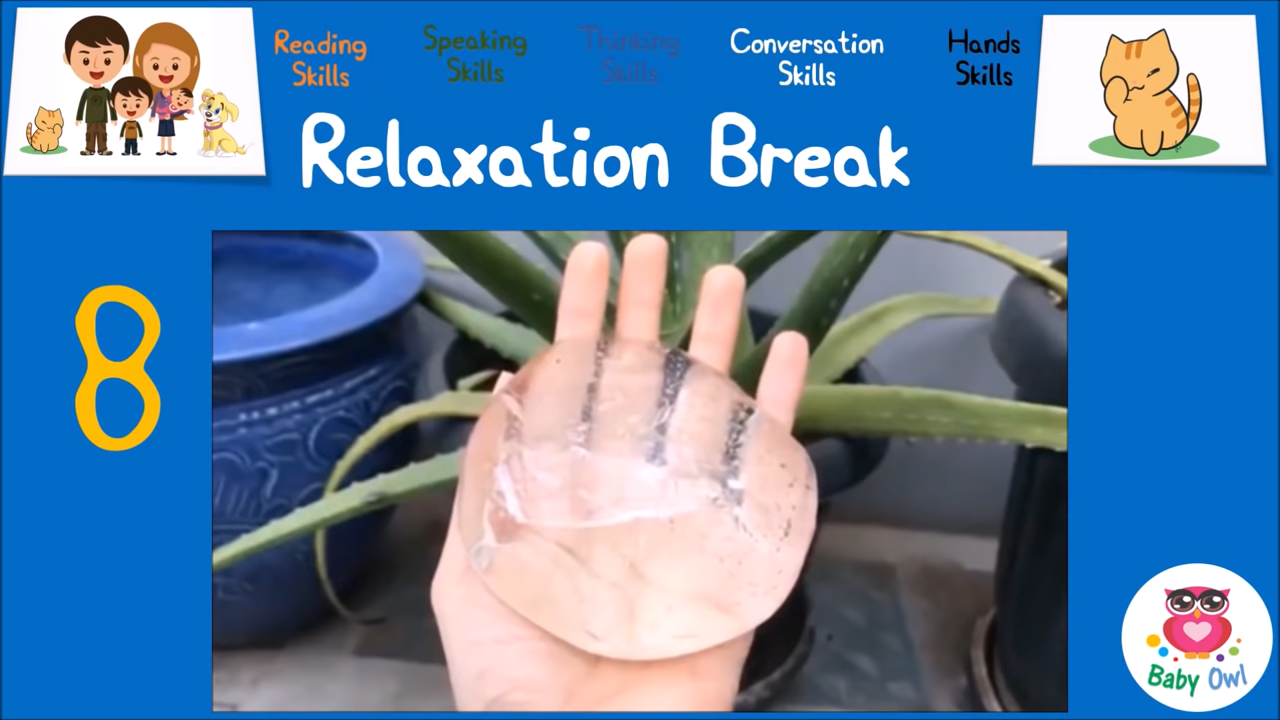 Reading
Skills
Speaking
Skills
Thinking
Skills
Conversation
Skills
Hands
Skills
Relaxation Break
8
Baby Owl